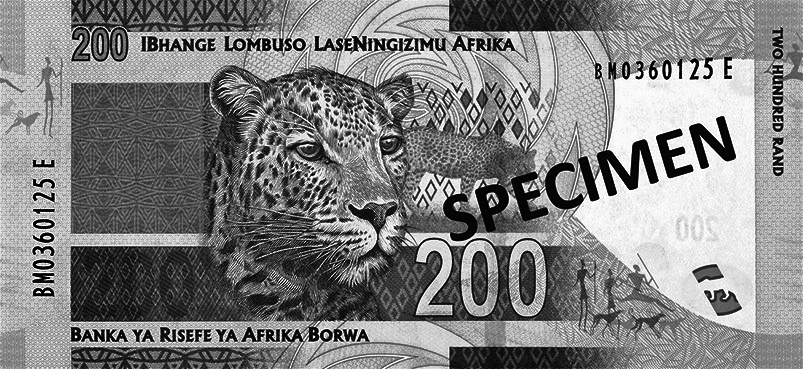 200 IBHANGE LOMBUSO LASENINGIZIMU AFRIKA
BM0360125 E
TWO HUNDRED RAND
BM0360125 E
SPECIMEN
200
200
BANKA YA RISEFE YA AFRIKA BORWA